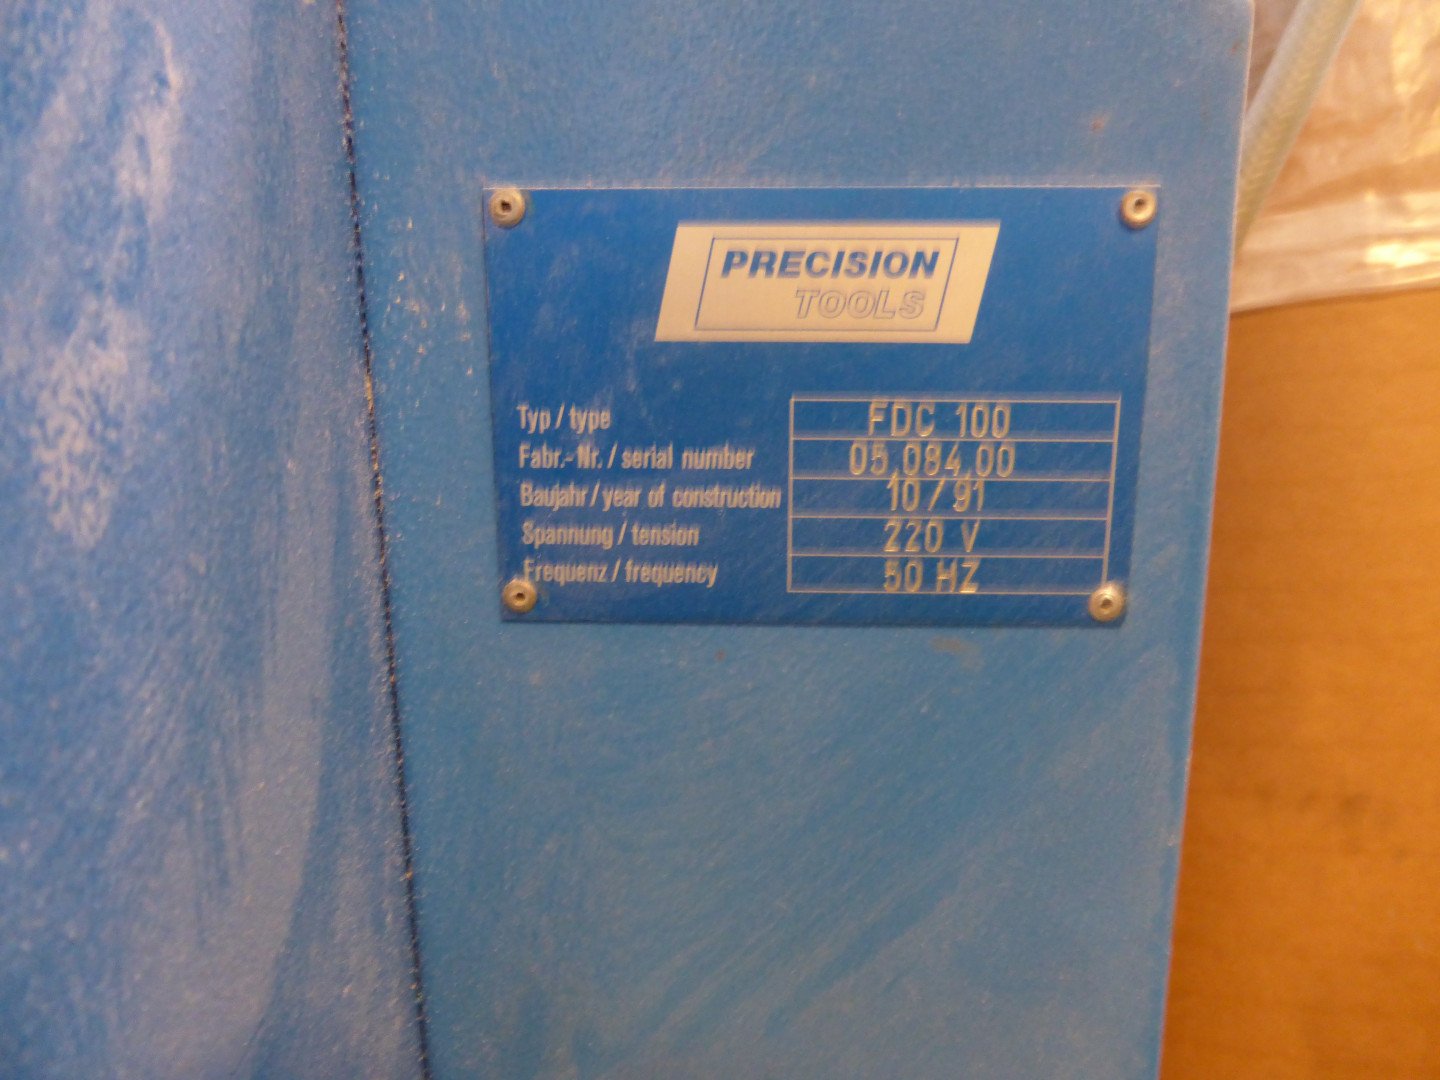 PRECISION
TOOLS
Typ / type FDC 100
Fabr.-Nr. / serial number 05.084.00
Baujahr / year of construction 10 / 91
Spannung / tension 220 V
Frequenz / frequency 50 HZ